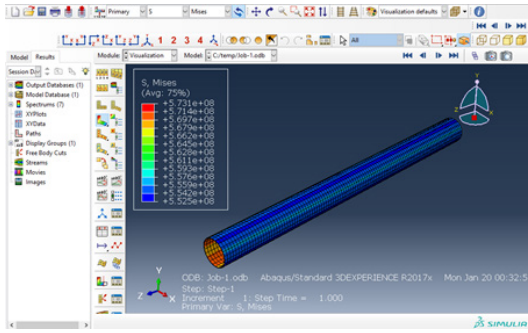 Primary
S
Mises
Visualization defaults
1 2 3 4
All
Model Results
Module: Visualization
Model: C:/temp/Job-1.odb
Session Data
Output Databases (1)
Model Database (1)
Spectrums (7)
XYPlots
XYData
Paths
Display Groups (1)
Free Body Cuts
Streams
Movies
Images
S, Mises
(Avg: 75%)
+5.731e+08
+5.714e+08
+5.697e+08
+5.679e+08
+5.662e+08
+5.645e+08
+5.628e+08
+5.611e+08
+5.593e+08
+5.576e+08
+5.559e+08
+5.542e+08
+5.525e+08
Y
Z
X
Y
Z
X
ODB: Job-1.odb Abaqus/Standard 3DEXPERIENCE R2017x Mon Jan 20 00:32:5
Step: Step-1
Increment 1: Step Time = 1.000
Primary Var: S, Mises
SIMULIA